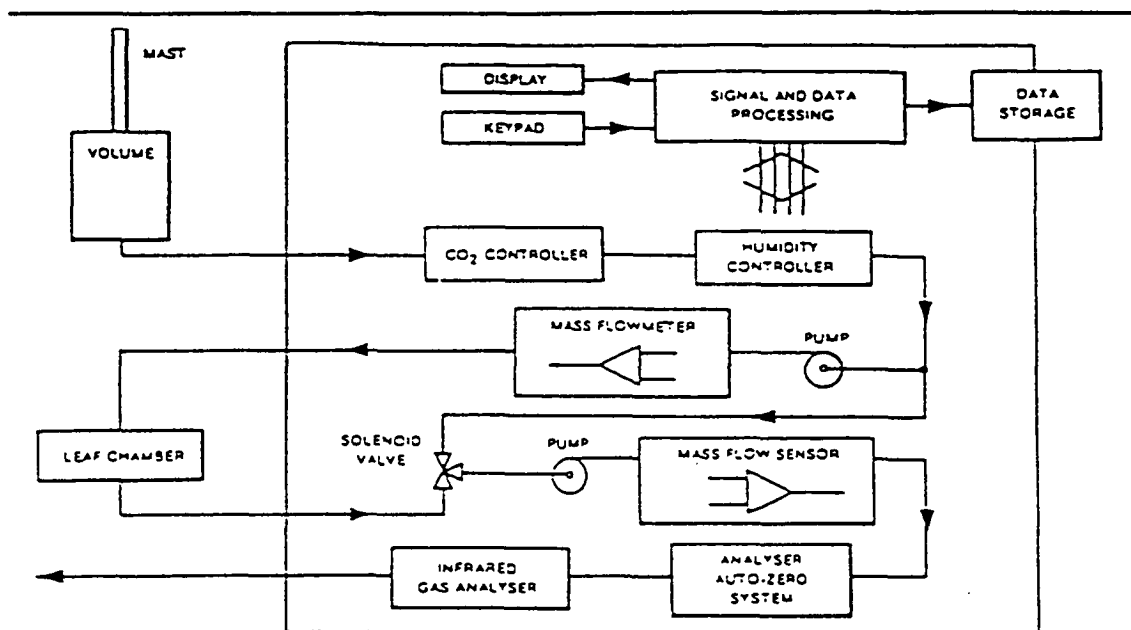 MAST
DISPLAY
SIGNAL AND DATA
PROCESSING
DATA
STORAGE
KEYPAD
VOLUME
CO₂ CONTROLLER
HUMIDITY
CONTROLLER
MASS FLOWMETER
PUMP
LEAF CHAMBER
SOLENOID
VALVE
PUMP
MASS FLOW SENSOR
INFRARED
GAS ANALYSER
ANALYSER
AUTO-ZERO
SYSTEM